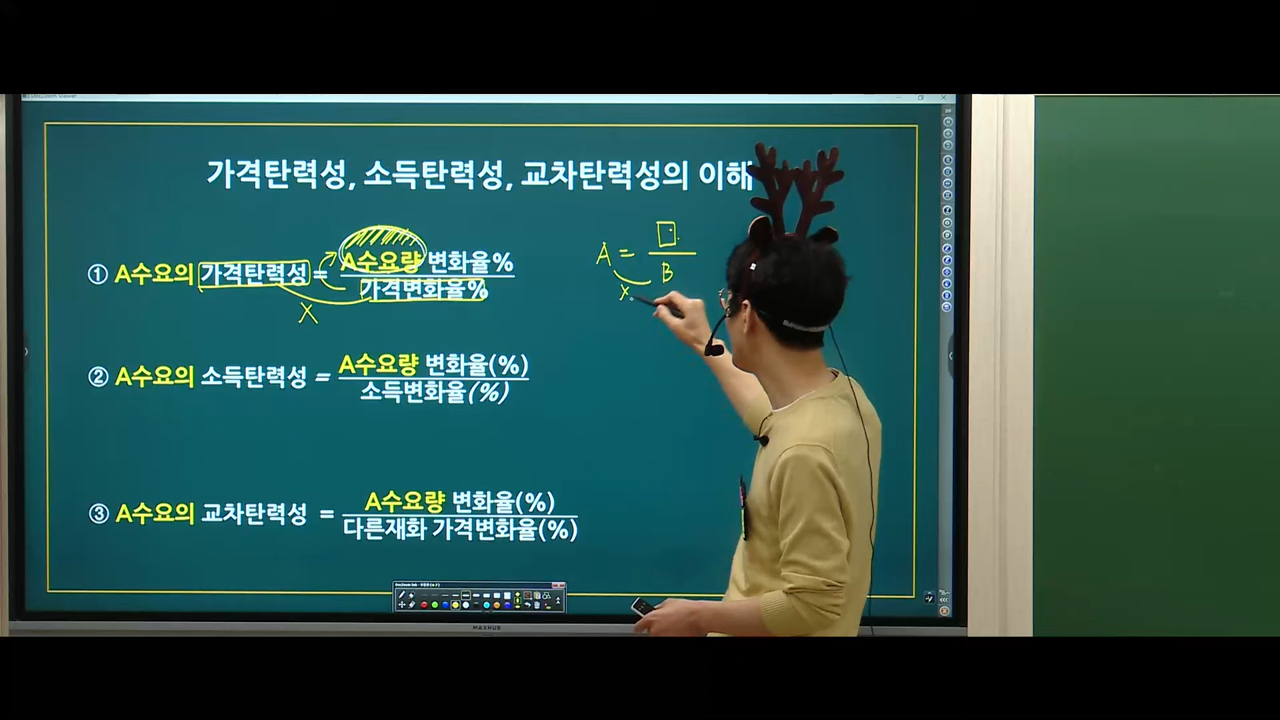 가격탄력성, 소득탄력성, 교차탄력성의 이해
① A수요의 가격탄력성 = A수요량 변화율% / 가격변화율%
X
A = □ / B
X
② A수요의 소득탄력성 = A수요량 변화율(%) / 소득변화율(%)
③ A수요의 교차탄력성 = A수요량 변화율(%) / 다른재화 가격변화율(%)
MAXHUB